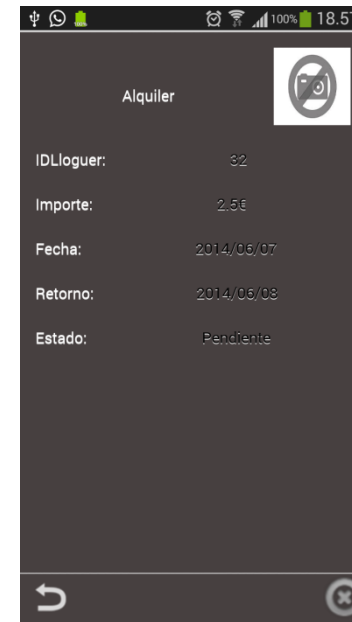 100% 18.57
Alquiler
IDLloguer: 32
Importe: 2.5€
Fecha: 2014/06/07
Retorno: 2014/06/08
Estado: Pendiente